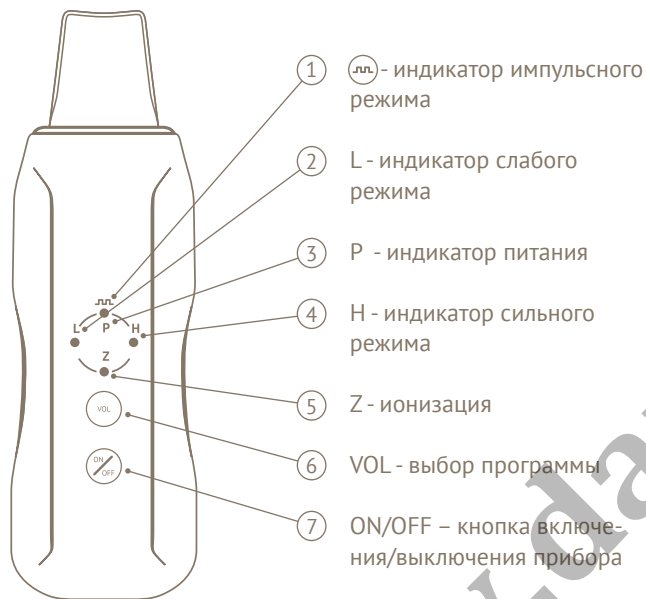 1 - индикатор импульсного
режима
2 L - индикатор слабого
режима
3 P - индикатор питания
4 H - индикатор сильного
режима
5 Z - ионизация
6 VOL - выбор программы
7 ON/OFF – кнопка включе-
ния/выключения прибора
L P H
Z
VOL
ON
OFF